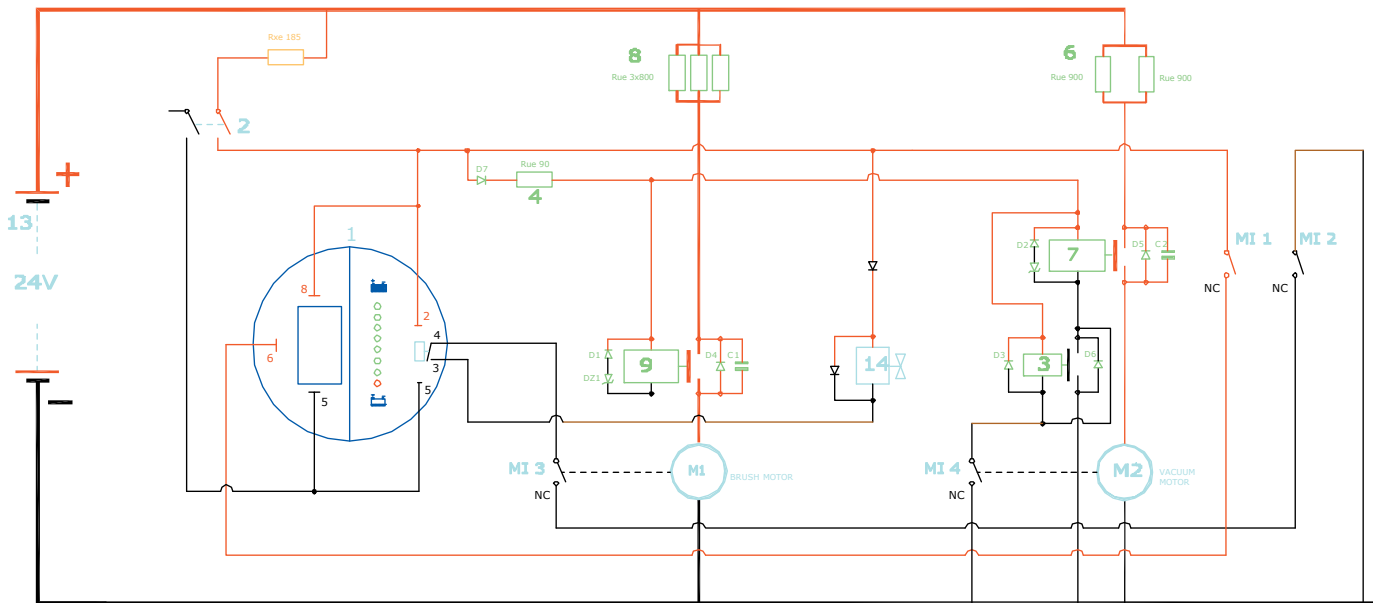 Rxe 185
8
Rue 3x800
6
Rue 900
Rue 900
2
+
13
24V
−
D7
Rue 90
4
1
8
2
6
4
3
5
5
D1
DZ1
9
D4
C1
14
D2
7
D5
C2
D3
3
D6
MI 1
NC
MI 2
NC
MI 3
NC
M1
BRUSH MOTOR
MI 4
NC
M2
VACUUM
MOTOR